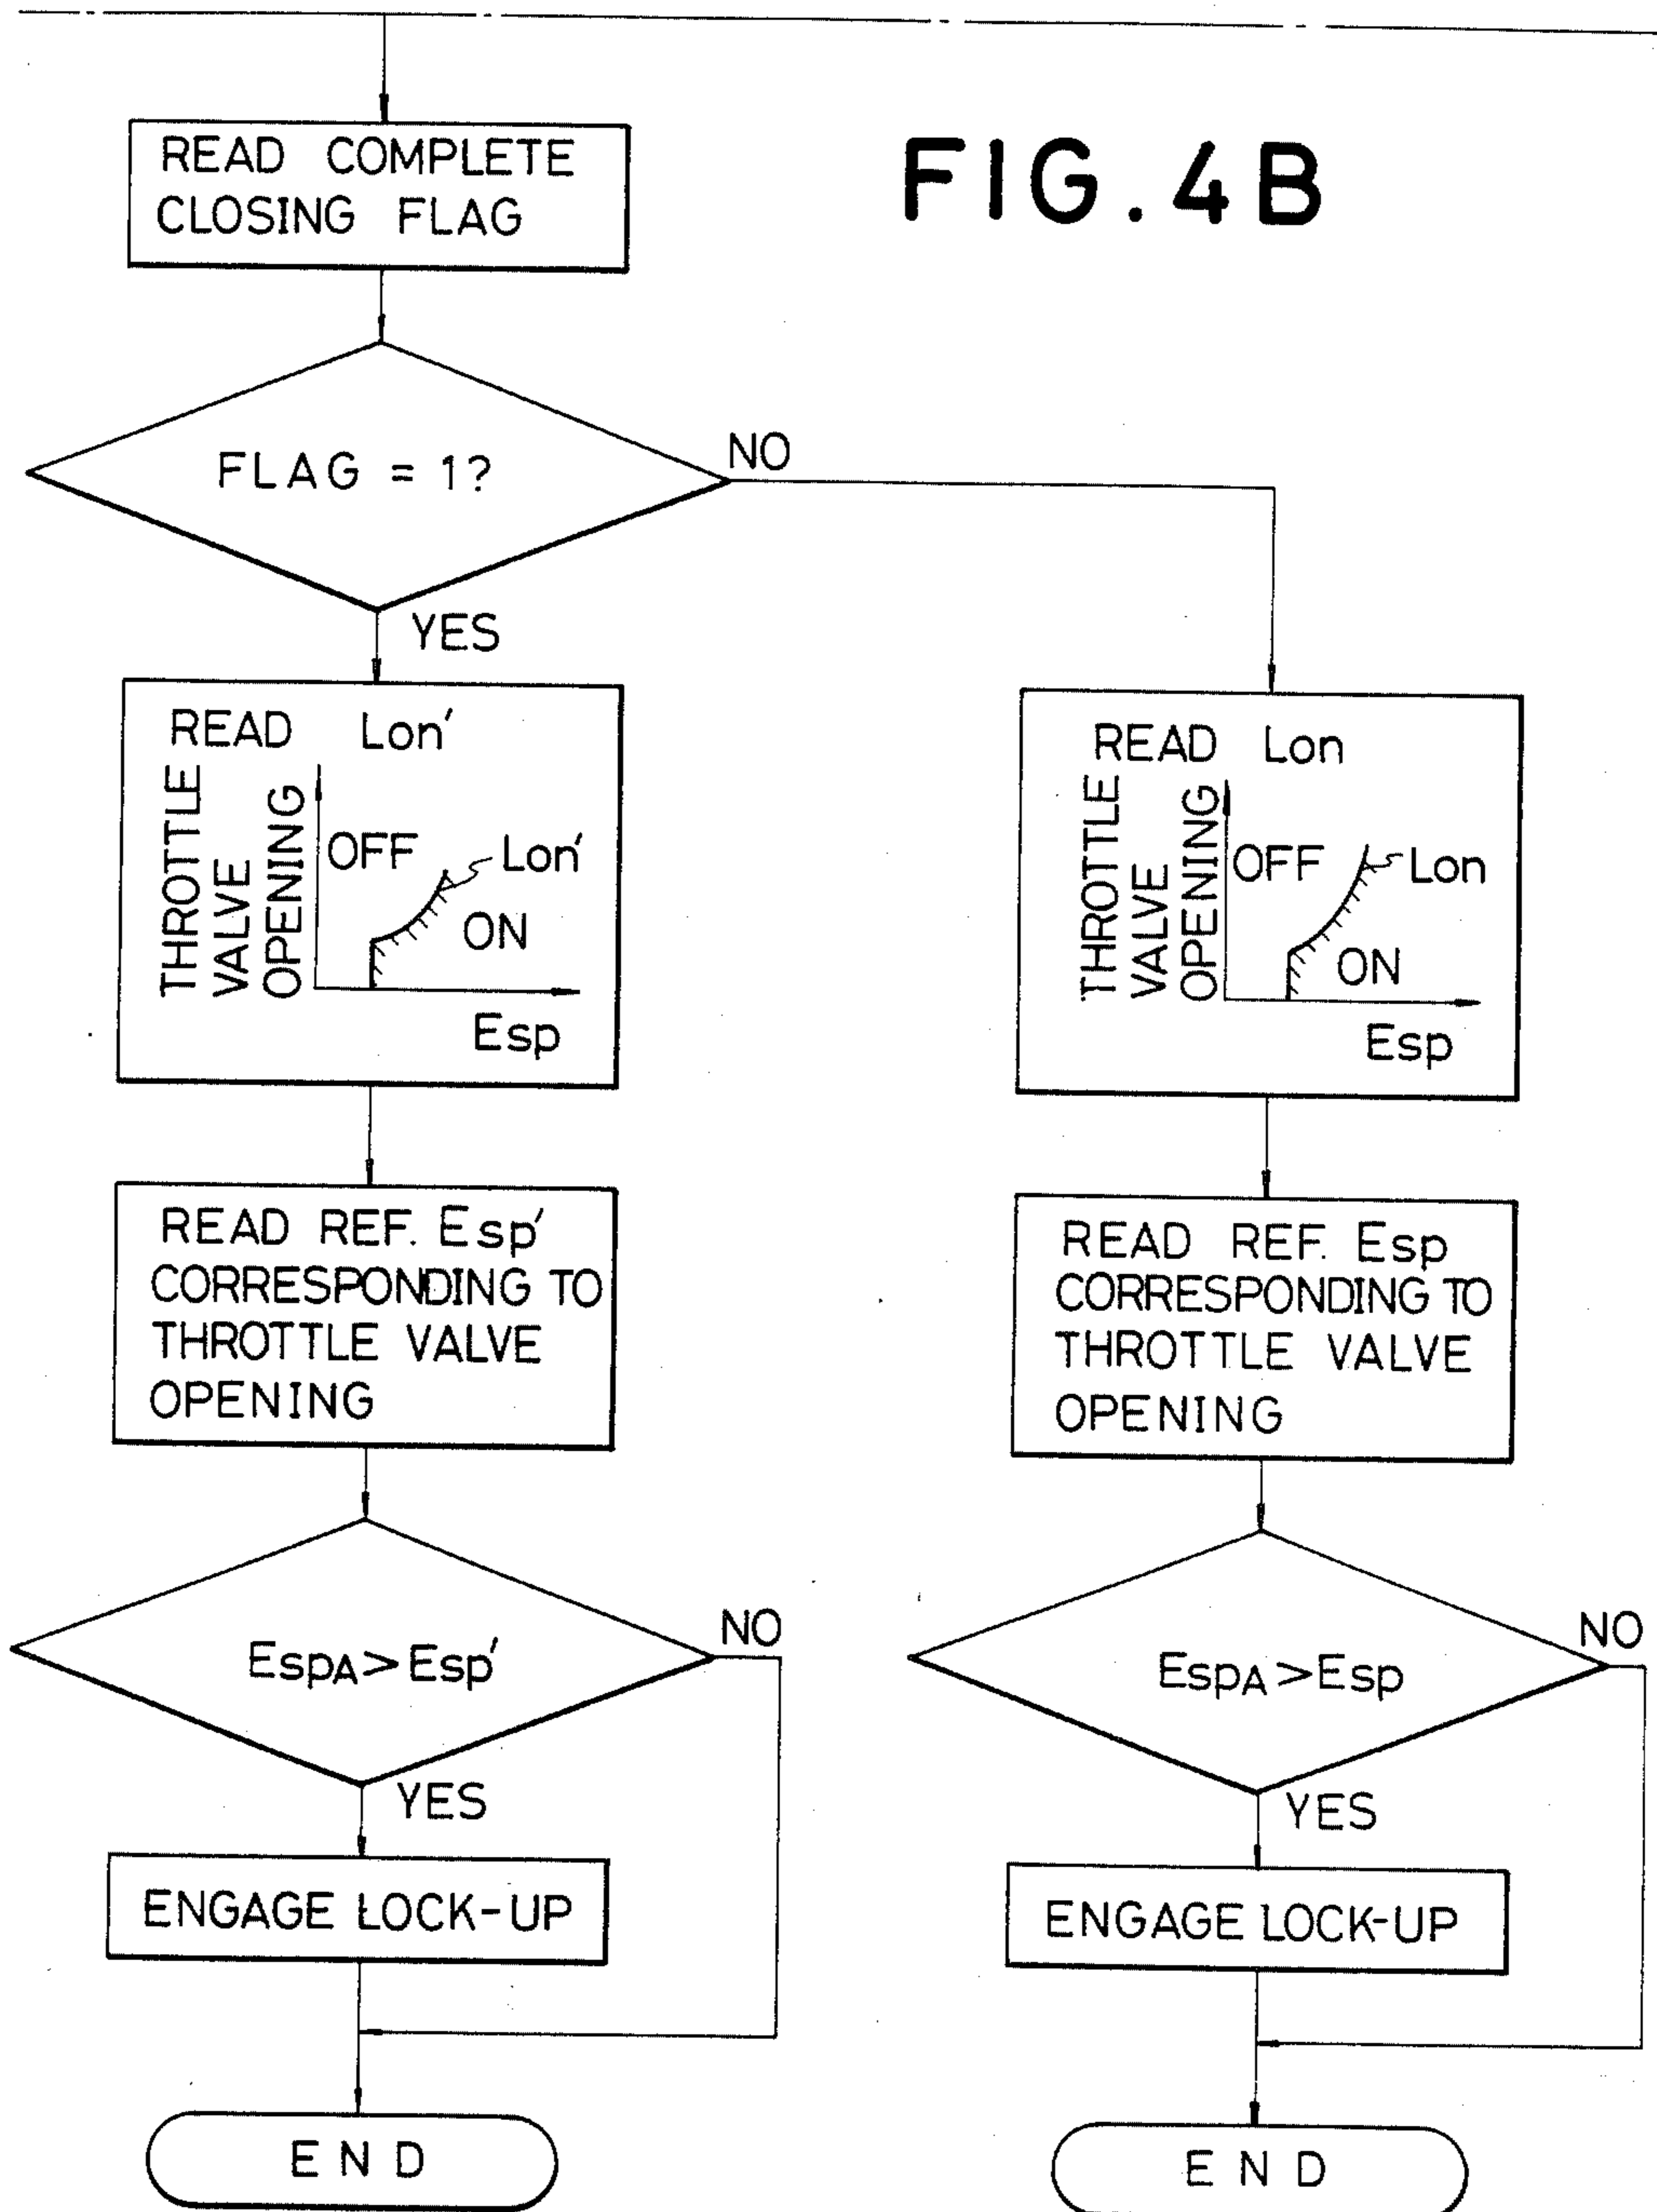 FIG. 4B
READ COMPLETE
CLOSING FLAG
FLAG = 1?
NO
YES
READ Lon'
THROTTLE
VALVE
OPENING
OFF
Lon'
ON
Esp
READ REF. Esp'
CORRESPONDING TO
THROTTLE VALVE
OPENING
EspA > Esp'
NO
YES
ENGAGE LOCK-UP
END
READ Lon
THROTTLE
VALVE
OPENING
OFF
Lon
ON
Esp
READ REF. Esp
CORRESPONDING TO
THROTTLE VALVE
OPENING
EspA > Esp
NO
YES
ENGAGE LOCK-UP
END